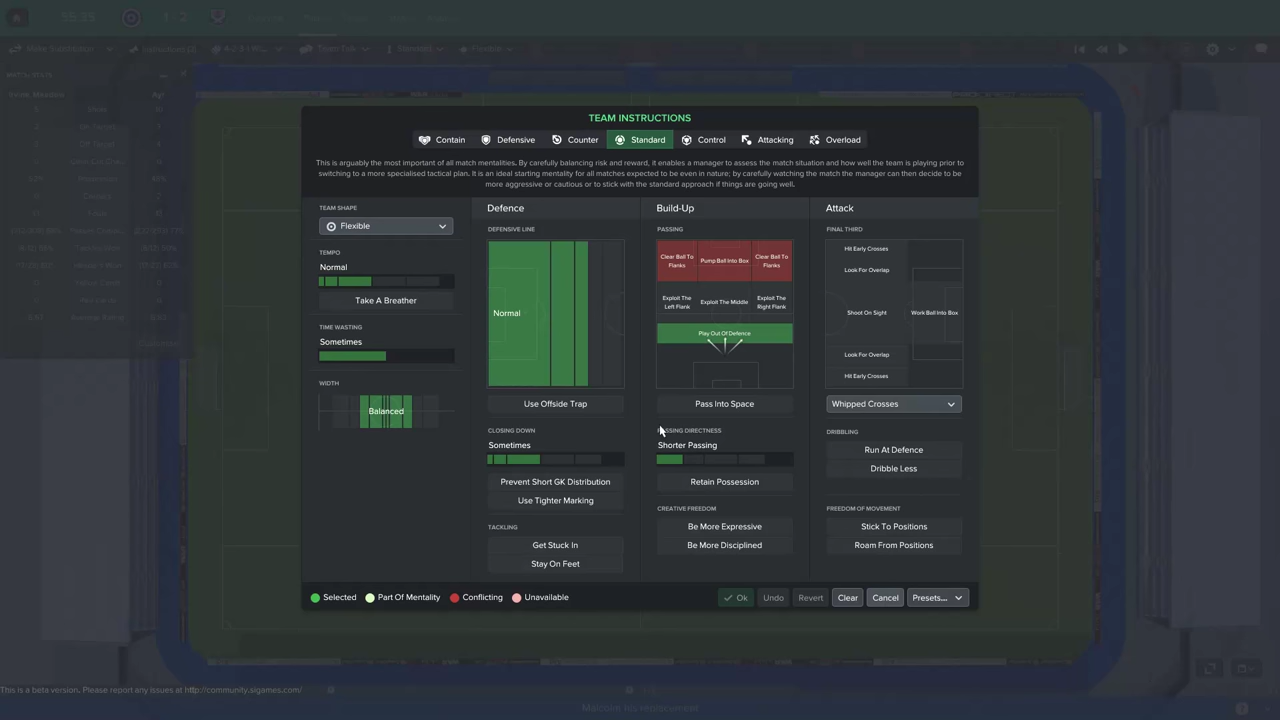 TEAM INSTRUCTIONS
Contain
Defensive
Counter
Standard
Control
Attacking
Overload
This is arguably the most important of all match mentalities. By carefully balancing risk and reward, it enables a manager to assess the match situation and how well the team is playing prior to
switching to a more specialised tactical plan. It is an ideal starting mentality for all matches expected to be even in nature; by carefully watching the match the manager can then decide to
be more aggressive or cautious or to stick with the standard approach if things are going well.
TEAM SHAPE
Flexible
TEMPO
Normal
Take A Breather
TIME WASTING
Sometimes
WIDTH
Balanced
Defence
DEFENSIVE LINE
Normal
Use Offside Trap
CLOSING DOWN
Sometimes
Prevent Short GK Distribution
Use Tighter Marking
TACKLING
Get Stuck In
Stay On Feet
Build-Up
PASSING
Clear Ball To
Flanks
Pump Ball Into Box
Clear Ball To
Flanks
Exploit The
Left Flank
Exploit The Middle
Exploit The
Right Flank
Play Out Of Defence
Pass Into Space
PASSING DIRECTNESS
Shorter Passing
Retain Possession
CREATIVE FREEDOM
Be More Expressive
Be More Disciplined
Attack
FINAL THIRD
Hit Early Crosses
Look For Overlap
Shoot On Sight
Work Ball Into Box
Look For Overlap
Hit Early Crosses
Whipped Crosses
DRIBBLING
Run At Defence
Dribble Less
FREEDOM OF MOVEMENT
Stick To Positions
Roam From Positions
Selected
Part Of Mentality
Conflicting
Unavailable
Ok
Undo
Revert
Clear
Cancel
Presets...
This is a beta version. Please report any issues at http://community.sigames.com/